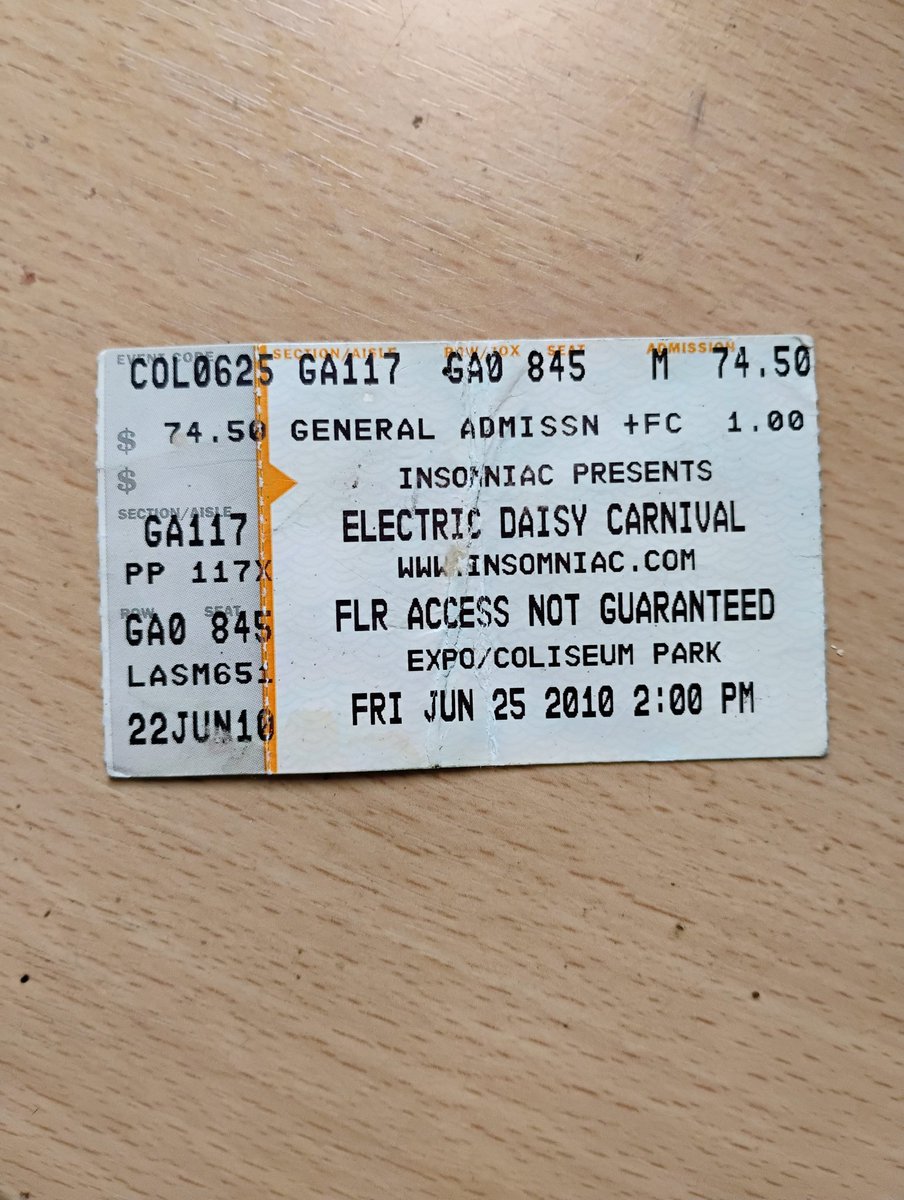 EVENT CODE SECTION/AISLE ROW/BOX SEAT ADMISSION
COL0625 GA117 GA0 845 M 74.50
$ 74.50 GENERAL ADMISSN +FC 1.00
$ INSOMNIAC PRESENTS
SECTION/AISLE ELECTRIC DAISY CARNIVAL
GA117
PP 117X WWW.INSOMNIAC.COM
ROW SEAT FLR ACCESS NOT GUARANTEED
GA0 845
LASM651 EXPO/COLISEUM PARK
22JUN10 FRI JUN 25 2010 2:00 PM